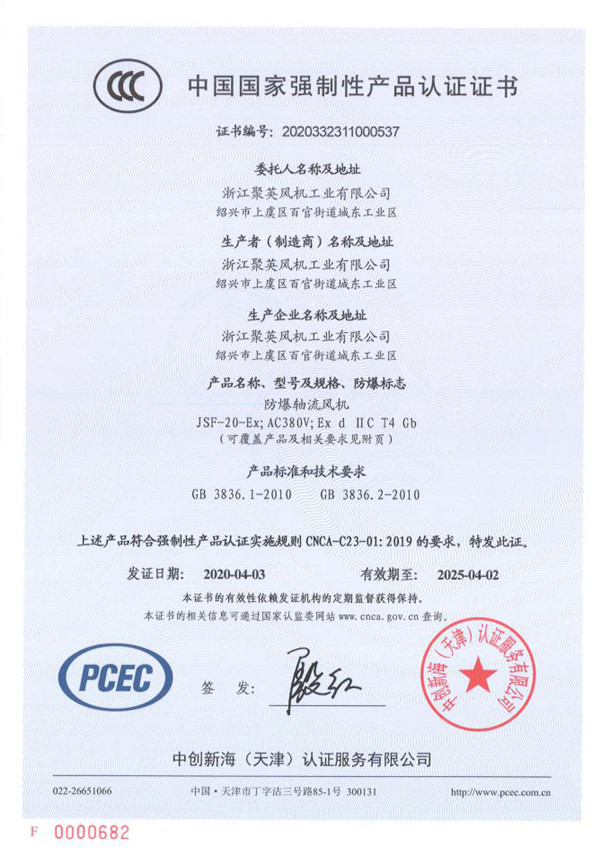 CCC
中国国家强制性产品认证证书
证书编号：2020332311000537
委托人名称及地址
浙江聚英风机工业有限公司
绍兴市上虞区百官街道城东工业区
生产者（制造商）名称及地址
浙江聚英风机工业有限公司
绍兴市上虞区百官街道城东工业区
生产企业名称及地址
浙江聚英风机工业有限公司
绍兴市上虞区百官街道城东工业区
产品名称、型号及规格、防爆标志
防爆轴流风机
JSF-20-Ex;AC380V;Ex d ⅡC T4 Gb
（可覆盖产品及相关要求见附页）
产品标准和技术要求
GB 3836.1-2010 GB 3836.2-2010
上述产品符合强制性产品认证实施规则CNCA-C23-01:2019的要求，特发此证。
发证日期：2020-04-03 有效期至：2025-04-02
本证书的有效性依赖发证机构的定期监督获得保持。
本证书的相关信息可通过国家认监委网站www.cnca.gov.cn查询。
PCEC
签 发：殷红
中创新海（天津）认证服务有限公司
中创新海（天津）认证服务有限公司
022-26651066 中国·天津市丁字沽三号路85-1号 300131 http://www.pcec.com.cn
F 0000682